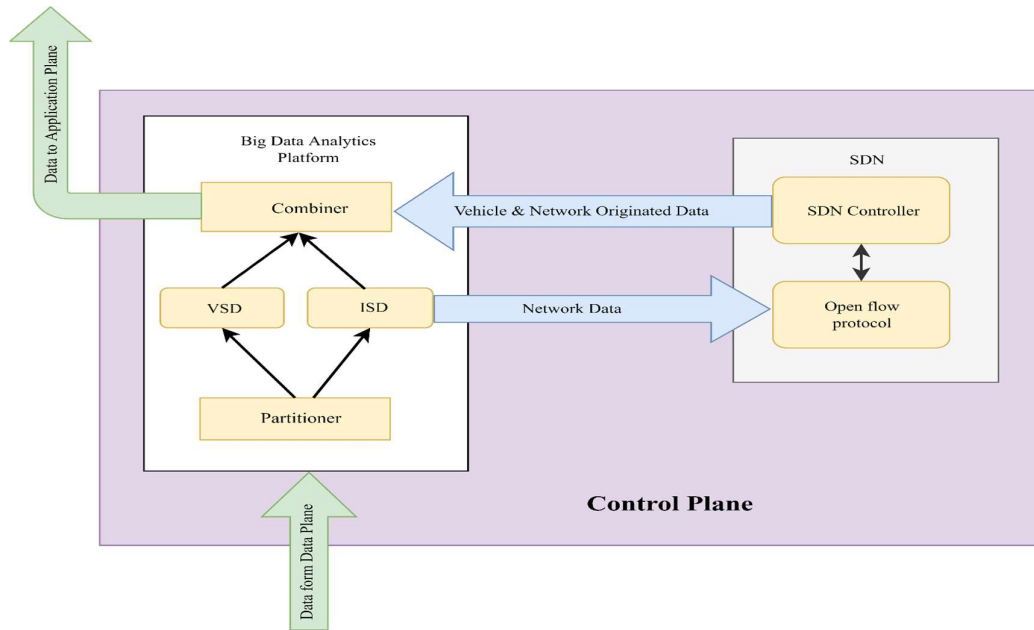 Data to Application Plane
Big Data Analytics
Platform
SDN
Combiner
Vehicle & Network Originated Data
SDN Controller
VSD
ISD
Network Data
Open flow
protocol
Partitioner
Control Plane
Data form Data Plane